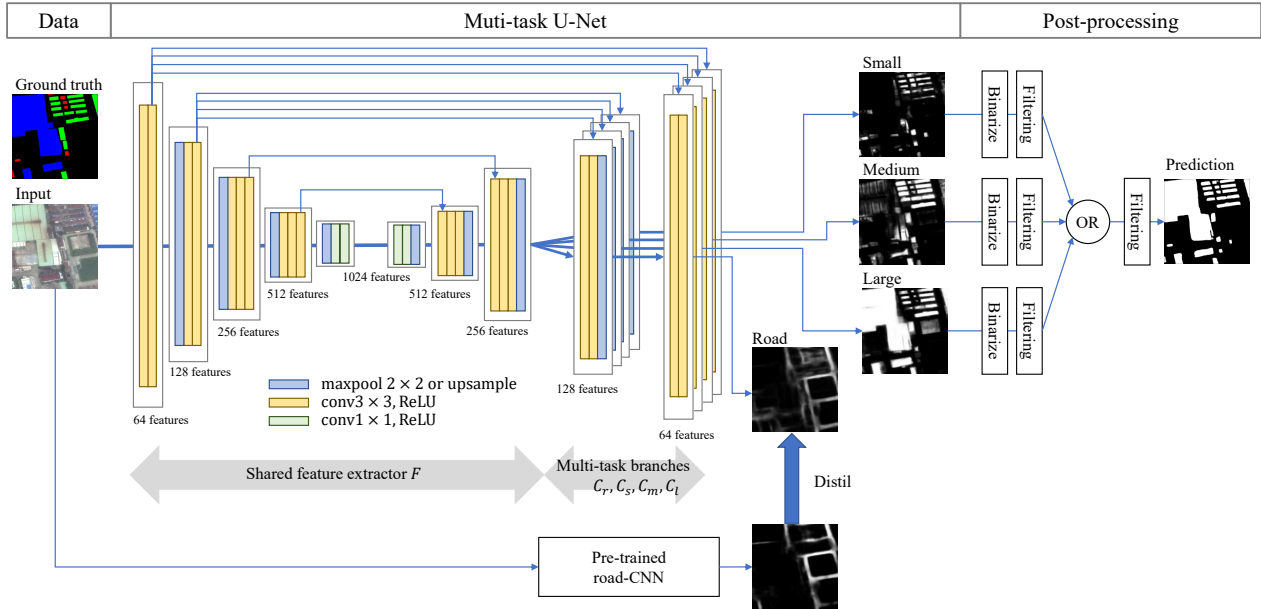 Data
Muti-task U-Net
Post-processing
Ground truth
Input
64 features
128 features
256 features
512 features
1024 features
512 features
256 features
128 features
64 features
maxpool 2 × 2 or upsample
conv3 × 3, ReLU
conv1 × 1, ReLU
Shared feature extractor F
Multi-task branches
C_r, C_s, C_m, C_l
Pre-trained
road-CNN
Small
Medium
Large
Road
Distil
Binarize
Filtering
Binarize
Filtering
Binarize
Filtering
OR
Filtering
Prediction